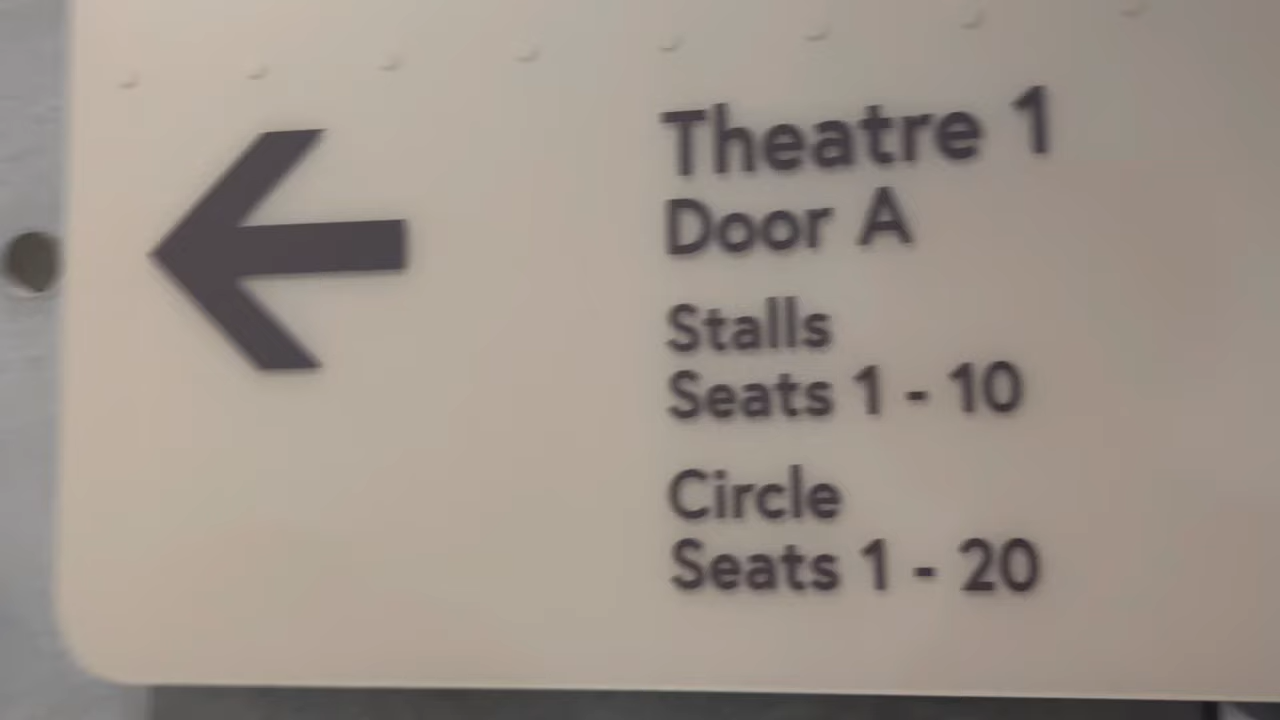 Theatre 1
Door A
Stalls
Seats 1 - 10
Circle
Seats 1 - 20